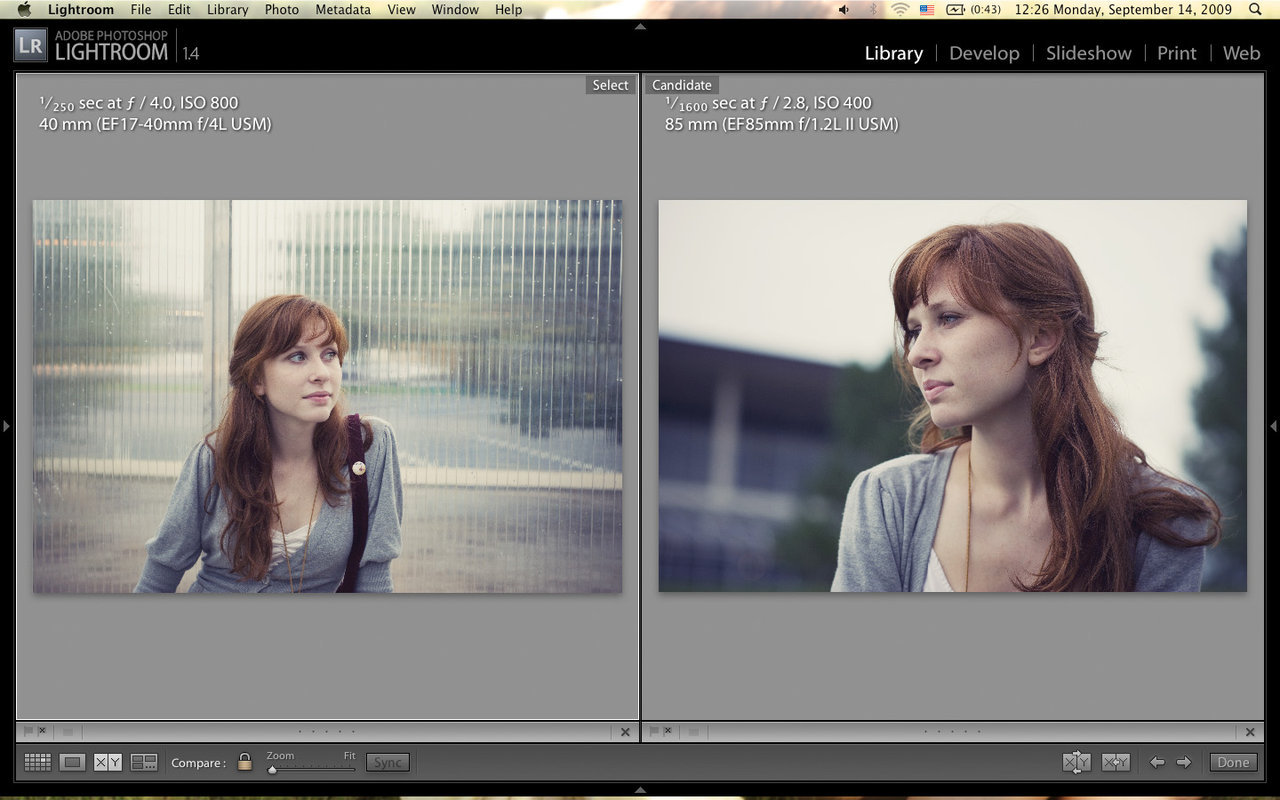 Lightroom File Edit Library Photo Metadata View Window Help (0:43) 12:26 Monday, September 14, 2009
LR ADOBE PHOTOSHOP
LIGHTROOM 1.4
Library Develop Slideshow Print Web
Select
Candidate
1/250 sec at ƒ / 4.0, ISO 800
40 mm (EF17-40mm f/4L USM)
1/1600 sec at ƒ / 2.8, ISO 400
85 mm (EF85mm f/1.2L II USM)
X Y
Compare :
Zoom Fit
Sync
X Y
X Y
Done